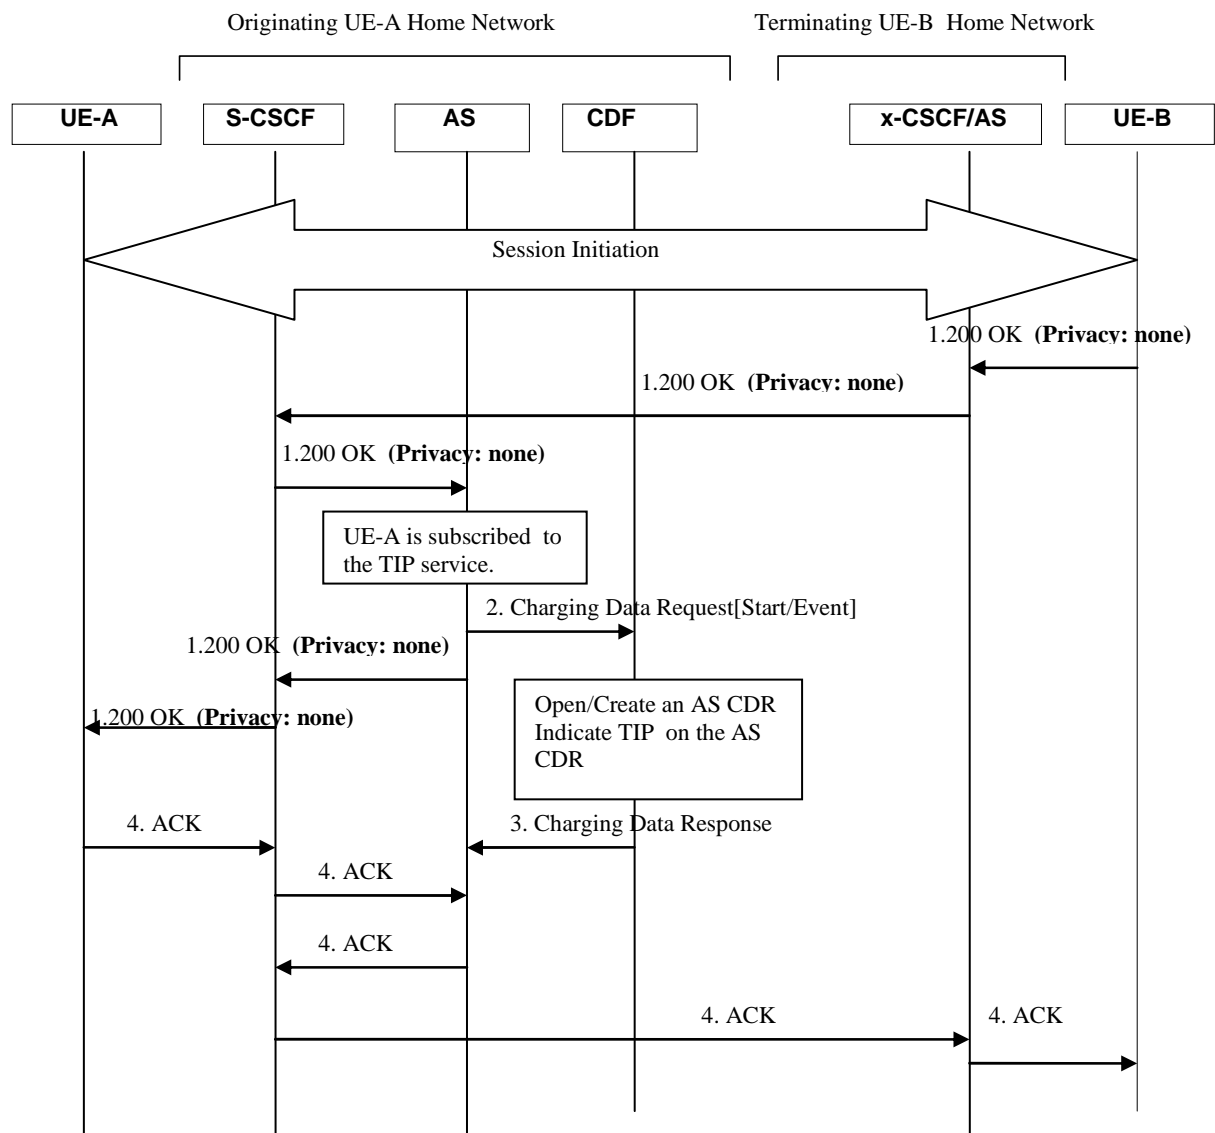 Originating UE-A Home Network
Terminating UE-B Home Network
UE-A
S-CSCF
AS
CDF
x-CSCF/AS
UE-B
Session Initiation
1.200 OK (Privacy: none)
1.200 OK (Privacy: none)
1.200 OK (Privacy: none)
UE-A is subscribed to
the TIP service.
2. Charging Data Request[Start/Event]
1.200 OK (Privacy: none)
Open/Create an AS CDR
Indicate TIP on the AS
CDR
1.200 OK (Privacy: none)
4. ACK
3. Charging Data Response
4. ACK
4. ACK
4. ACK
4. ACK